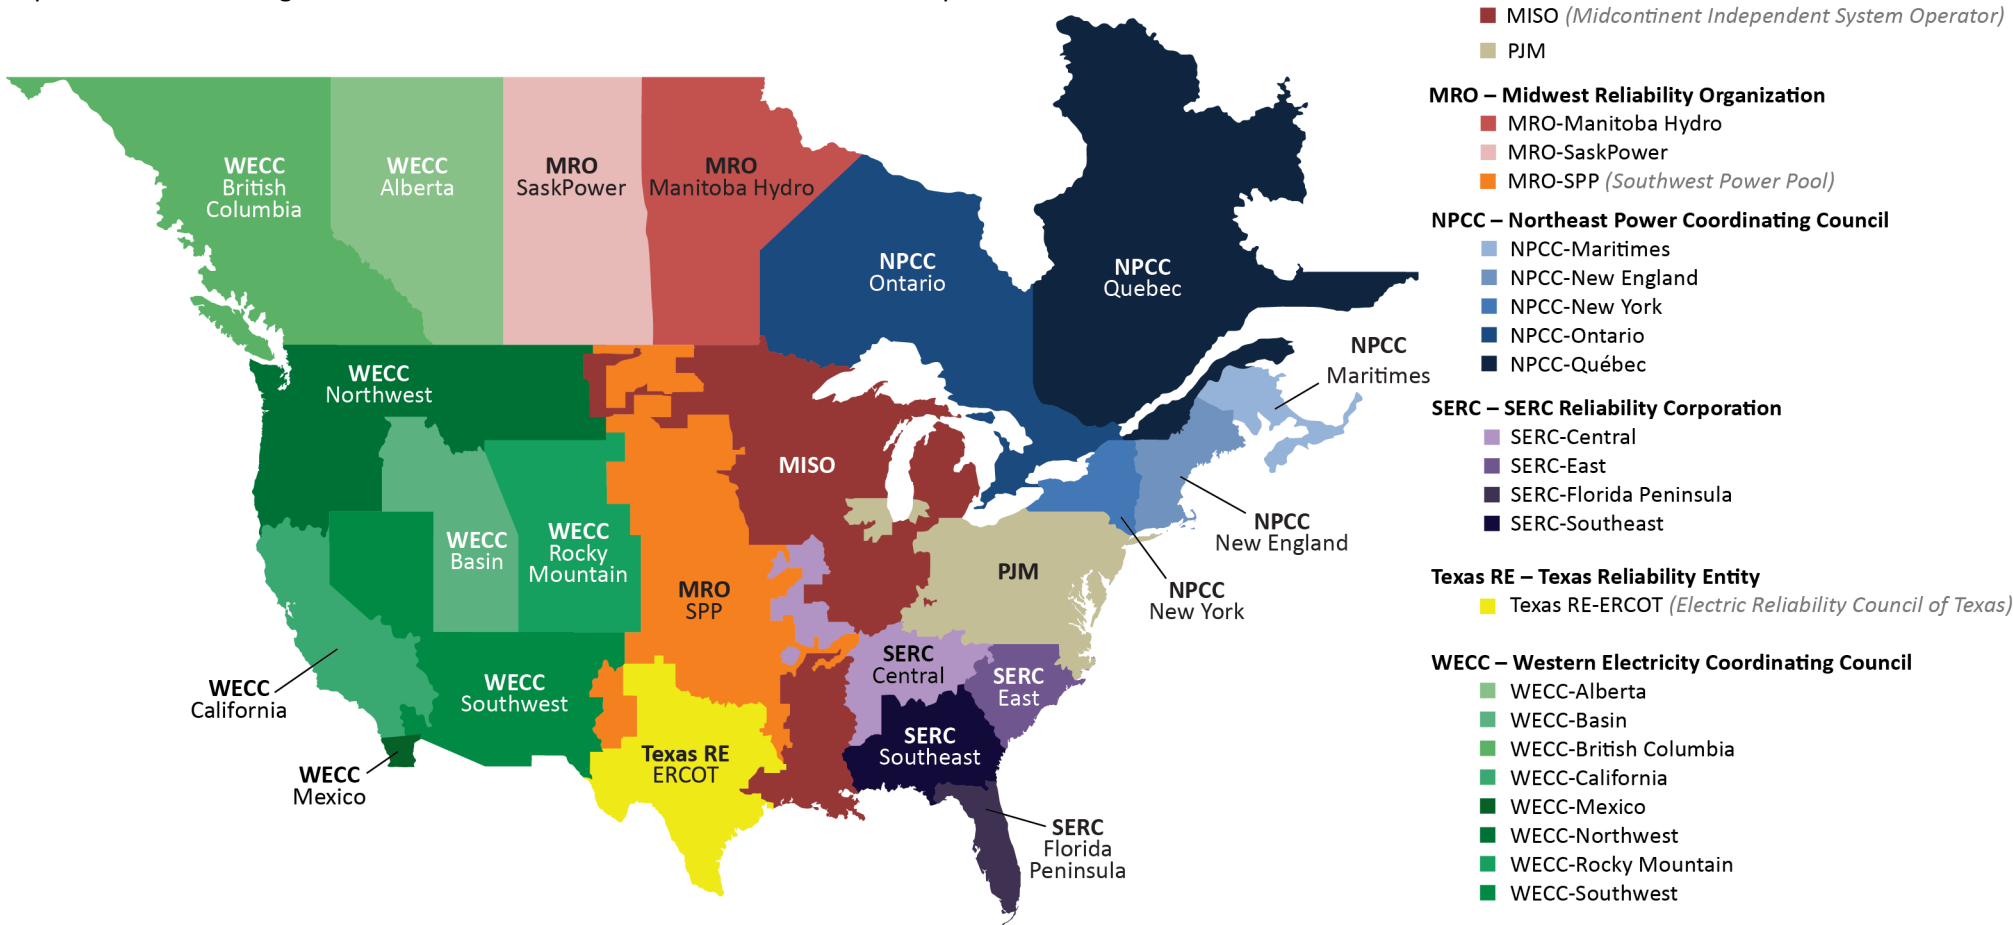 WECC
British
Columbia
WECC
Alberta
MRO
SaskPower
MRO
Manitoba Hydro
NPCC
Ontario
NPCC
Quebec
NPCC
Maritimes
WECC
Northwest
MISO
WECC
Basin
WECC
Rocky
Mountain
MRO
SPP
PJM
NPCC
New England
NPCC
New York
WECC
California
WECC
Southwest
SERC
Central
SERC
East
SERC
Southeast
Texas RE
ERCOT
WECC
Mexico
SERC
Florida
Peninsula
MISO (Midcontinent Independent System Operator)
PJM
MRO – Midwest Reliability Organization
MRO-Manitoba Hydro
MRO-SaskPower
MRO-SPP (Southwest Power Pool)
NPCC – Northeast Power Coordinating Council
NPCC-Maritimes
NPCC-New England
NPCC-New York
NPCC-Ontario
NPCC-Québec
SERC – SERC Reliability Corporation
SERC-Central
SERC-East
SERC-Florida Peninsula
SERC-Southeast
Texas RE – Texas Reliability Entity
Texas RE-ERCOT (Electric Reliability Council of Texas)
WECC – Western Electricity Coordinating Council
WECC-Alberta
WECC-Basin
WECC-British Columbia
WECC-California
WECC-Mexico
WECC-Northwest
WECC-Rocky Mountain
WECC-Southwest